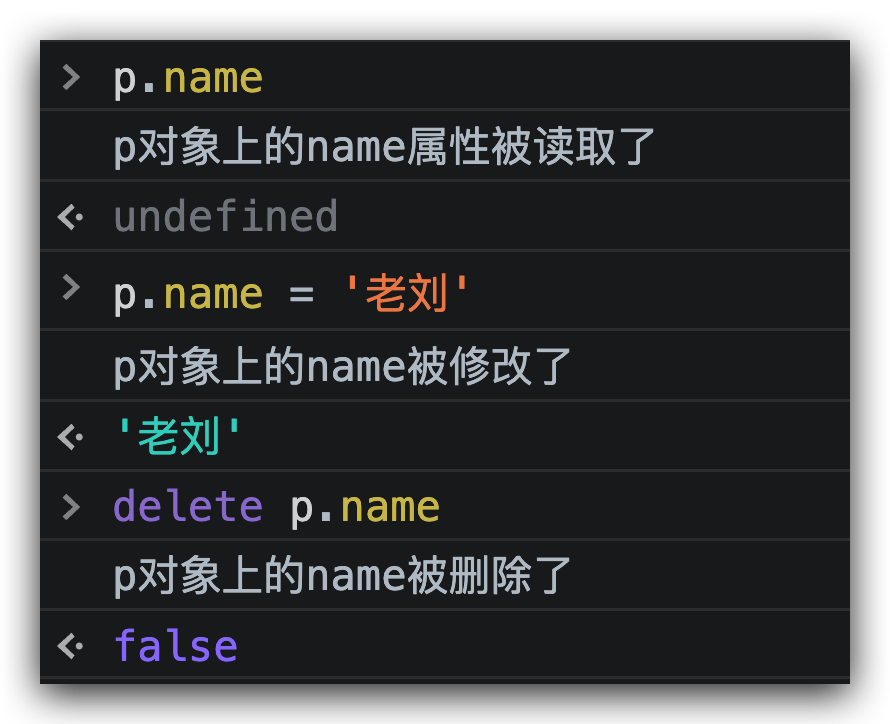 > p.name
p对象上的name属性被读取了
undefined
> p.name = '老刘'
p对象上的name被修改了
'老刘'
> delete p.name
p对象上的name被删除了
false